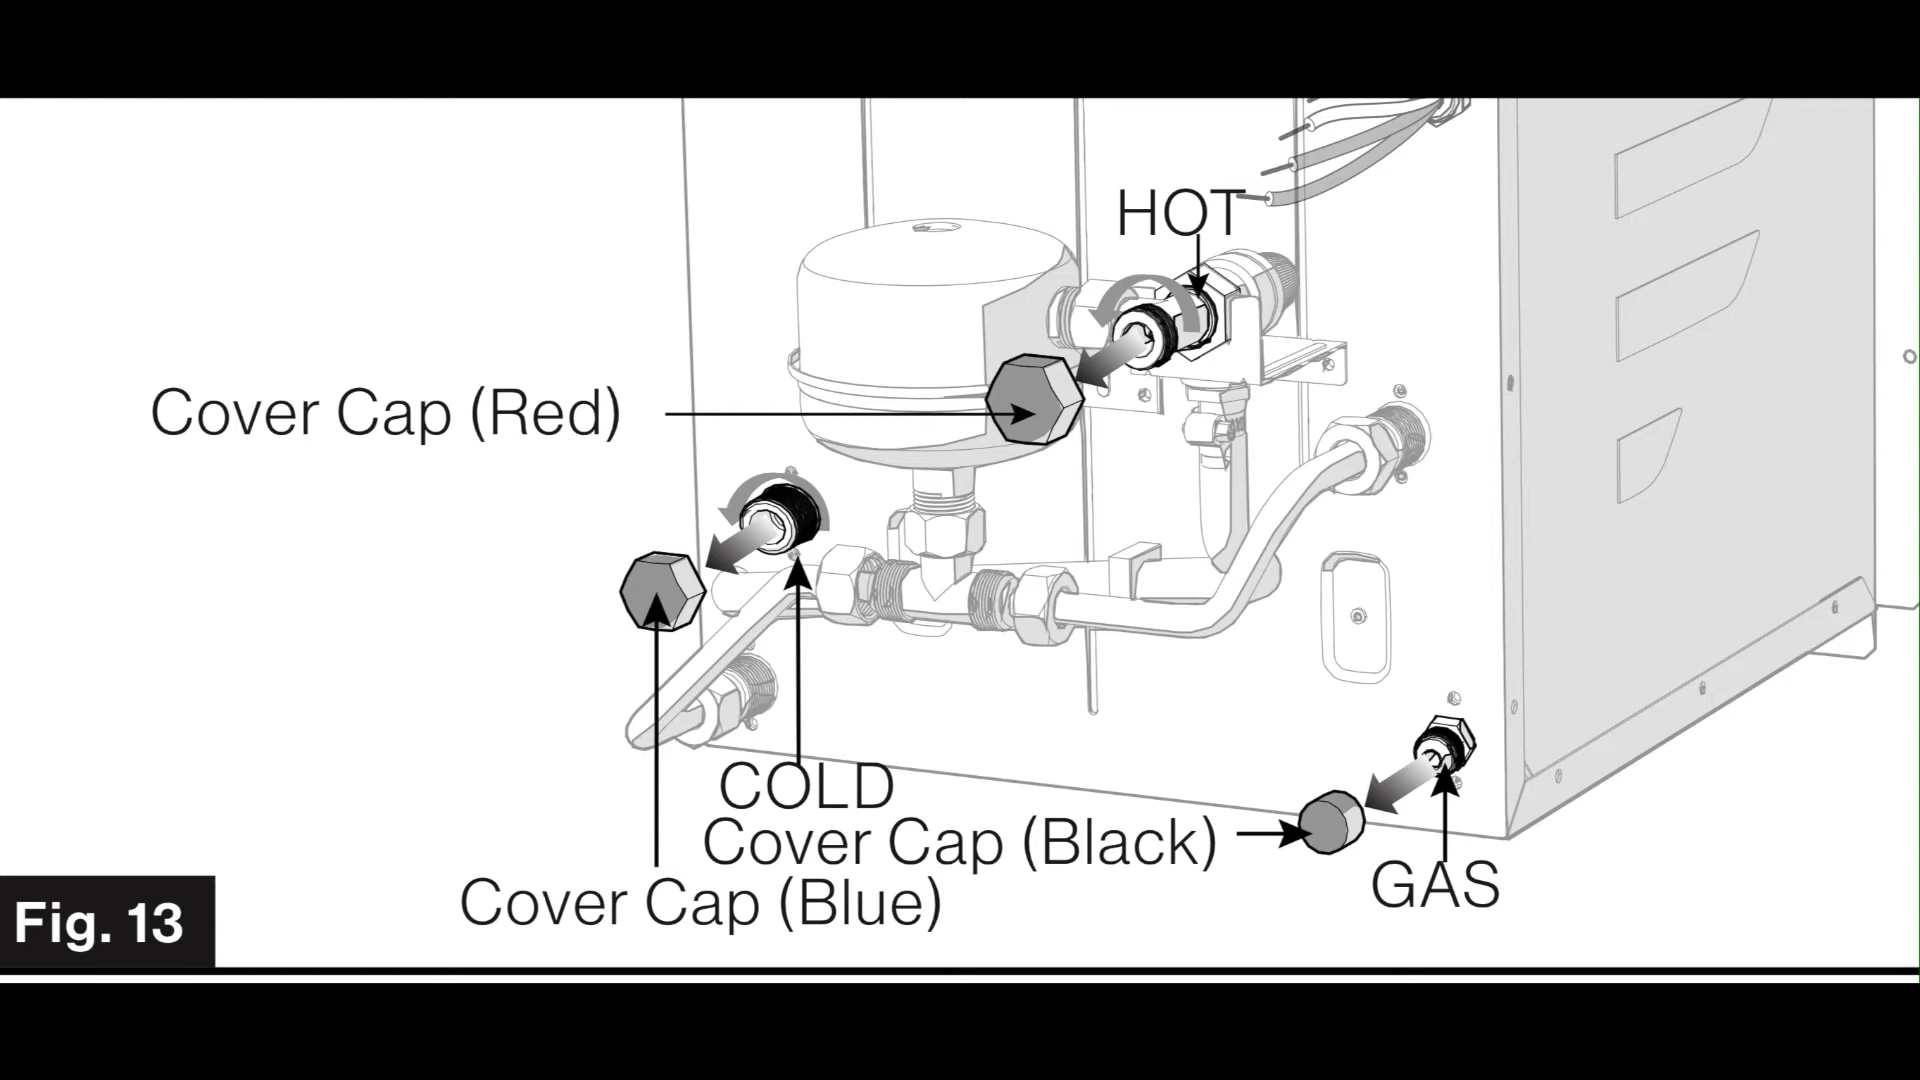 HOT
Cover Cap (Red)
COLD
Cover Cap (Black)
GAS
Cover Cap (Blue)
Fig. 13